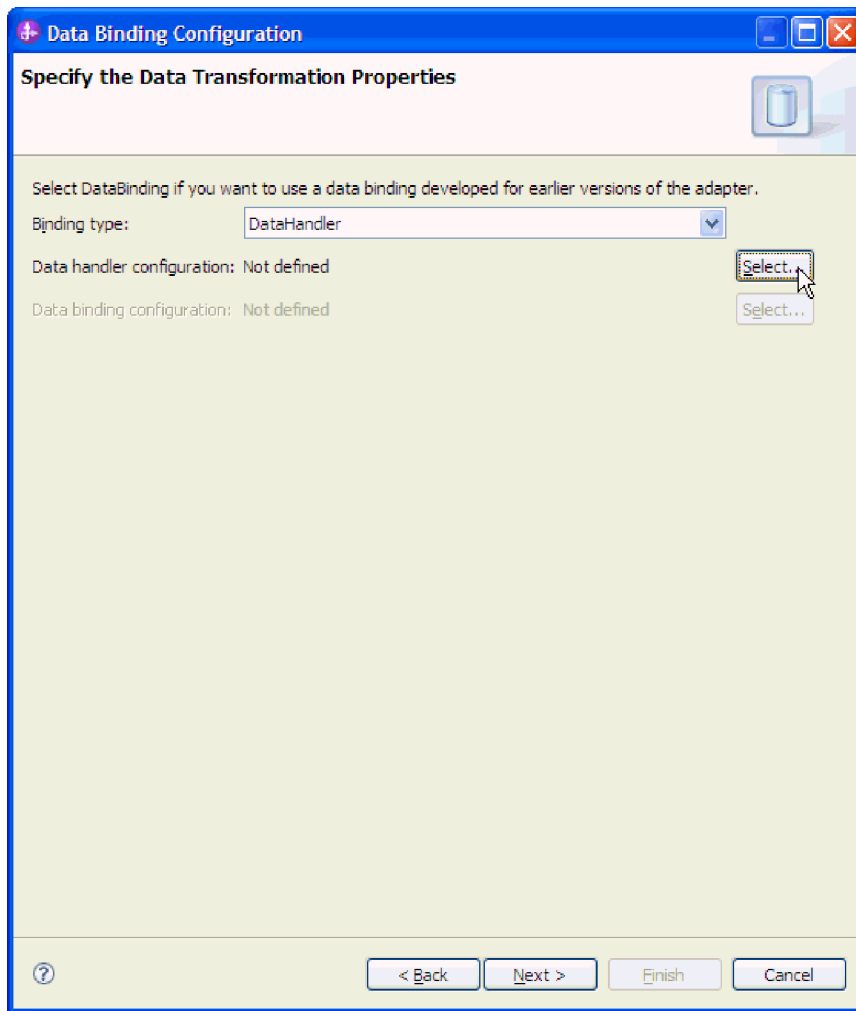 Data Binding Configuration
Specify the Data Transformation Properties
Select DataBinding if you want to use a data binding developed for earlier versions of the adapter.
Binding type: DataHandler
Data handler configuration: Not defined Select...
Data binding configuration: Not defined Select...
? < Back Next > Finish Cancel